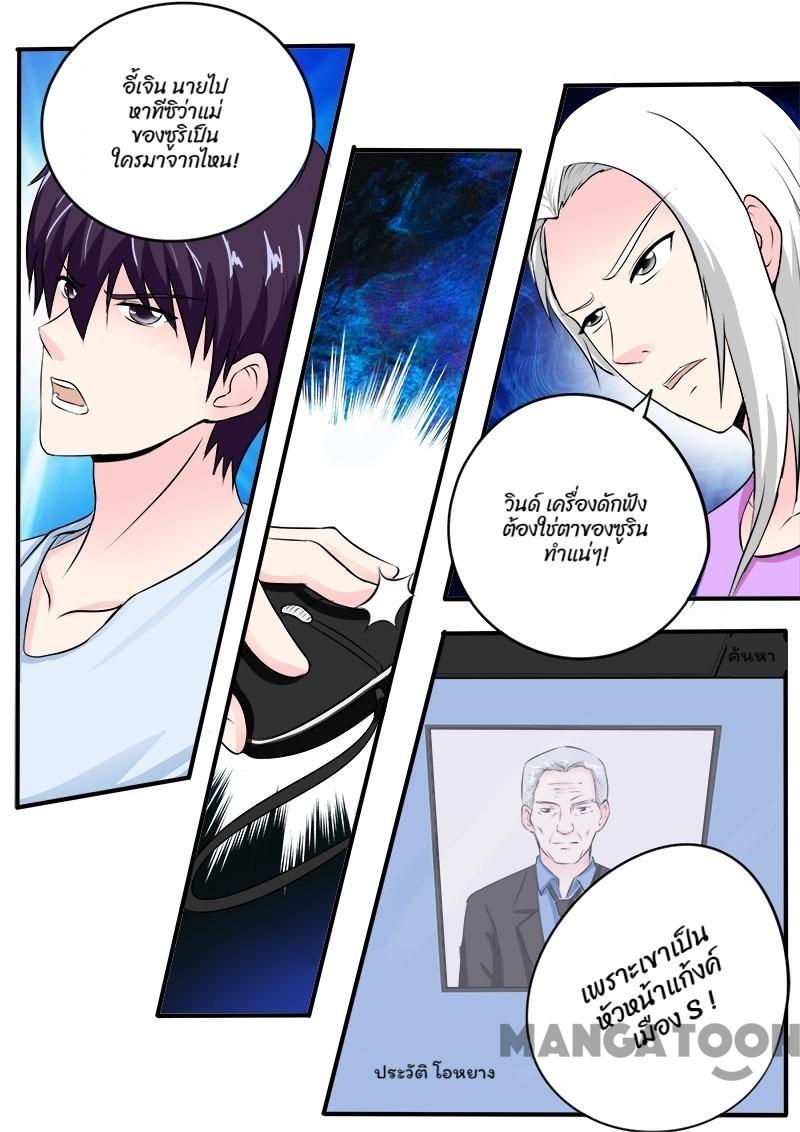 อี้เจิน นายไป
หาทีซิว่าแม่
ของซูริเป็น
ใครมาจากไหน!
วินด์ เครื่องดักฟัง
ต้องใช่ตาของซูริน
ทำแน่ๆ!
ค้นหา
เพราะเขาเป็น
หัวหน้าแก้งค์
เมือง S !
MANGATOON
ประวัติ โอหยาง